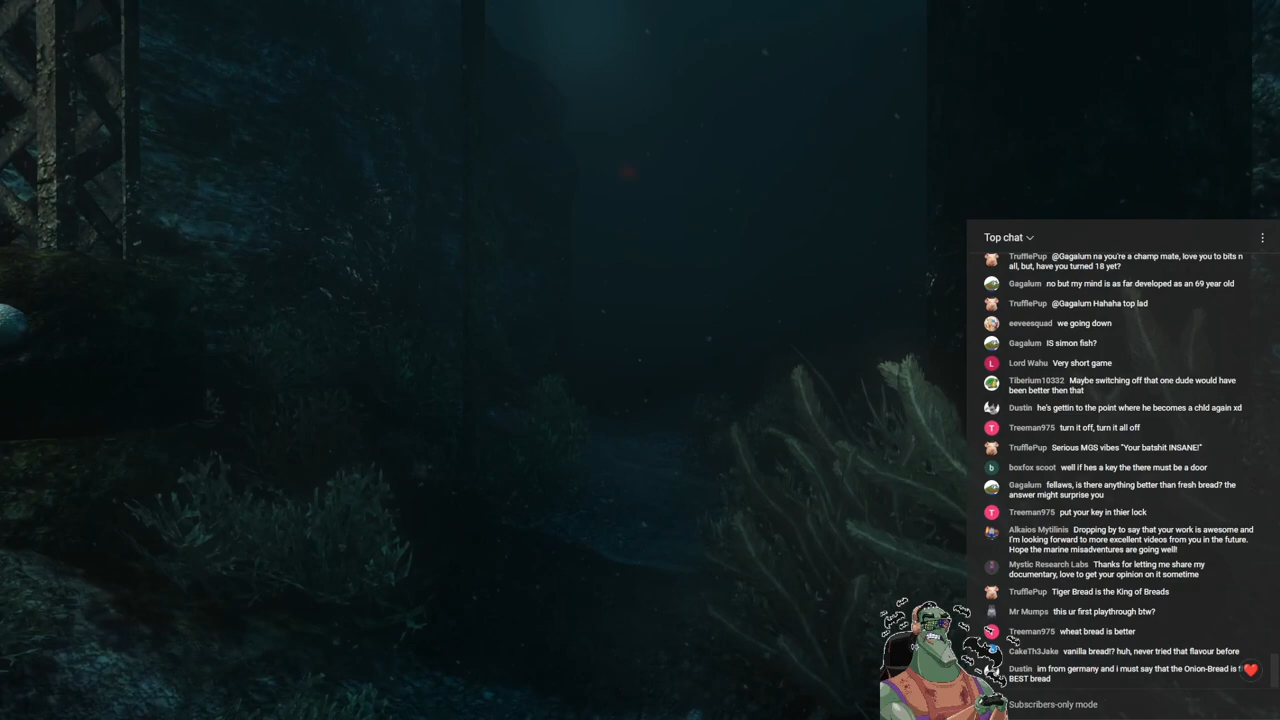 Top chat
TrufflePup @Gagalum na you're a champ mate, love you to bits n
all, but, have you turned 18 yet?
Gagalum no but my mind is as far developed as an 69 year old
TrufflePup @Gagalum Hahaha top lad
eeveesquad we going down
Gagalum IS simon fish?
L Lord Wahu Very short game
Tiberium10332 Maybe switching off that one dude would have
been better then that
Dustin he's gettin to the point where he becomes a chld again xd
T Treeman975 turn it off, turn it all off
TrufflePup Serious MGS vibes "Your batshit INSANE!"
b boxfox scoot well if hes a key the there must be a door
Gagalum fellaws, is there anything better than fresh bread? the
answer might surprise you
T Treeman975 put your key in thier lock
Alkaios Mytilinis Dropping by to say that your work is awesome and
I'm looking forward to more excellent videos from you in the future.
Hope the marine misadventures are going well!
Mystic Research Labs Thanks for letting me share my
documentary, love to get your opinion on it sometime
TrufflePup Tiger Bread is the King of Breads
Mr Mumps this ur first playthrough btw?
Treeman975 wheat bread is better
CakeTh3Jake vanilla bread!? huh, never tried that flavour before
Dustin im from germany and i must say that the Onion-Bread is
BEST bread
Subscribers-only mode